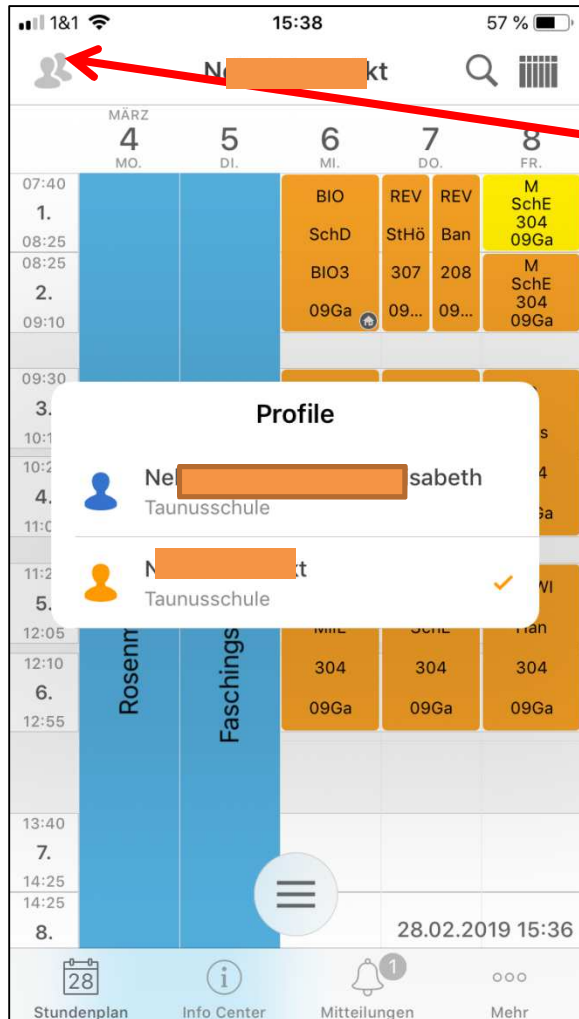 1&1 15:38 57 %
MÄRZ
4 5 6 7 8
MO. DI. MI. DO. FR.
07:40
1.
08:25
BIO REV REV M
SchD StHö Ban SchE
304
09Ga
08:25
2.
09:10
BIO3 307 208 M
SchE
304
09Ga 09... 09... 09Ga
09:30
3.
Profile
Taunusschule
4.
Taunusschule
5.
12:05
12:10
6.
12:55
Rosenm
Faschings
304 304 304
09Ga 09Ga 09Ga
13:40
7.
14:25
14:25
8.
28.02.2019 15:36
28 1
Stundenplan Info Center Mitteilungen Mehr